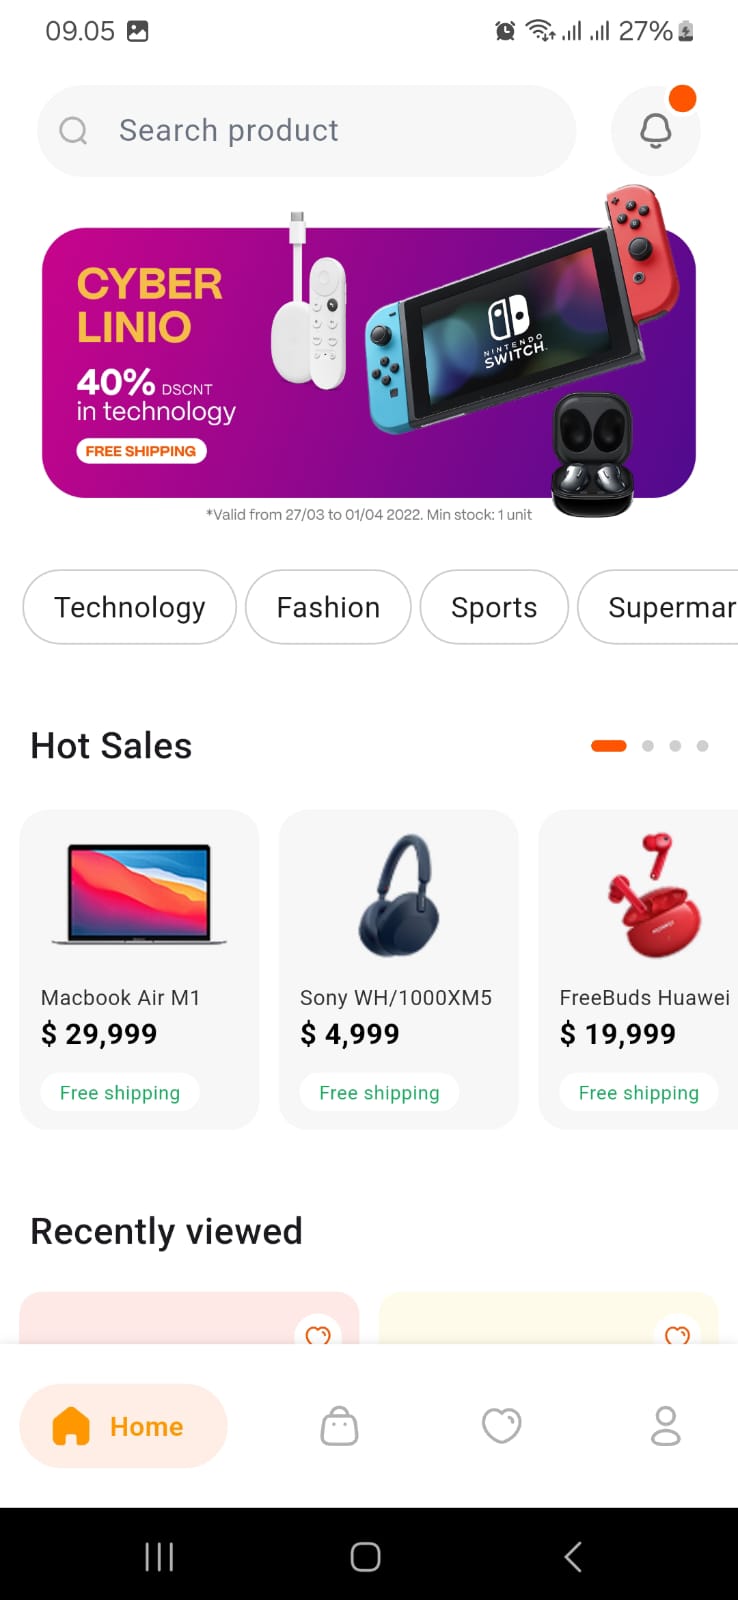 09.05
27%
Search product
CYBER
LINIO
40% DSCNT
in technology
FREE SHIPPING
NINTENDO
SWITCH.
*Valid from 27/03 to 01/04 2022. Min stock: 1 unit
Technology
Fashion
Sports
Supermar
Hot Sales
Macbook Air M1
$ 29,999
Free shipping
Sony WH/1000XM5
$ 4,999
Free shipping
FreeBuds Huawei
$ 19,999
Free shipping
Recently viewed
Home